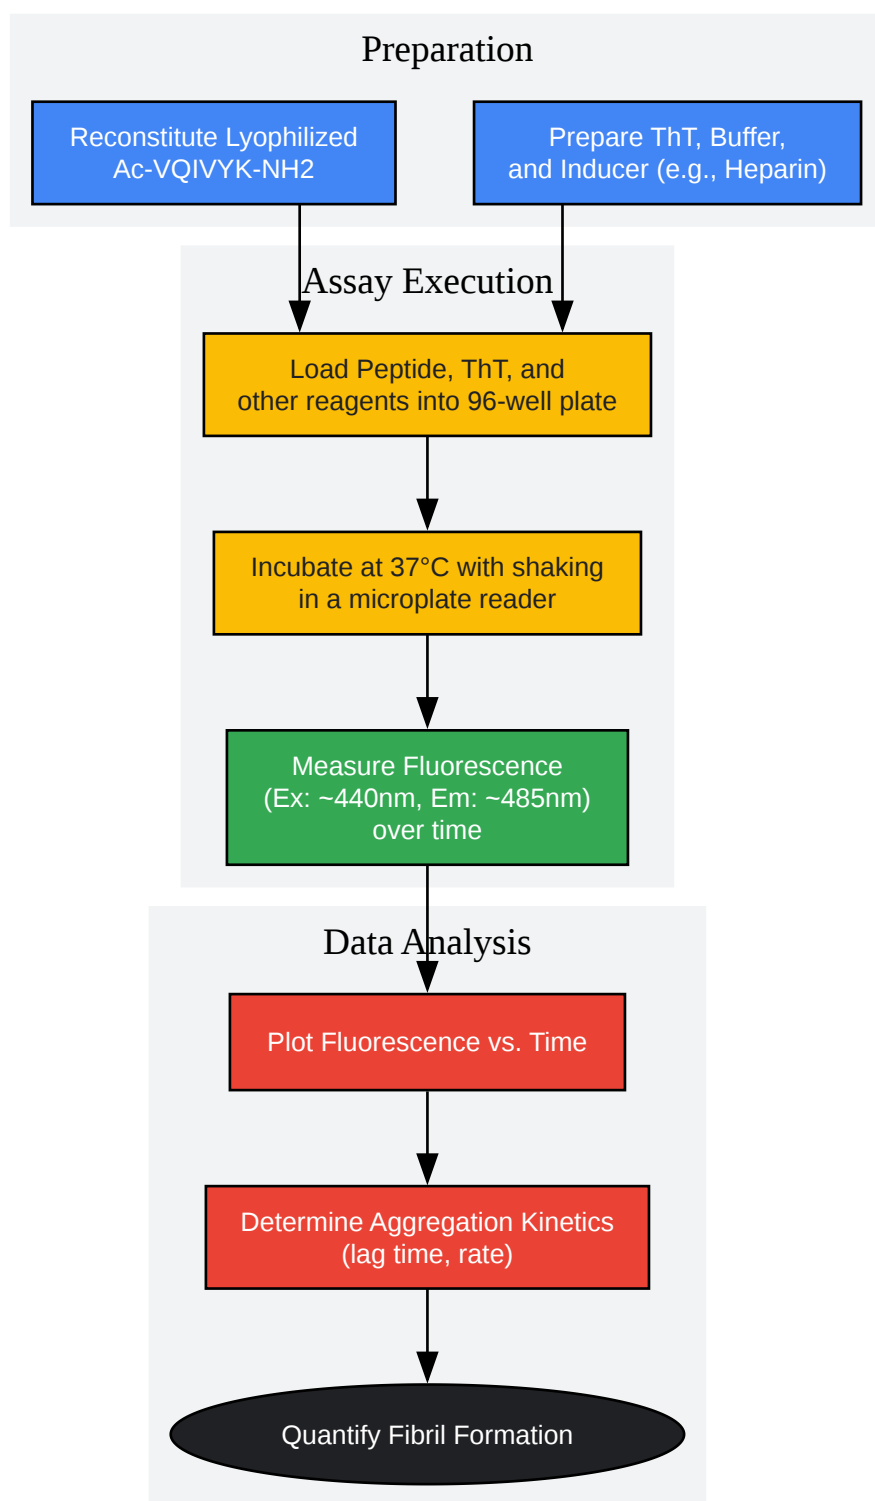 Preparation
Reconstitute Lyophilized
Ac-VQIVYK-NH2
Prepare ThT, Buffer,
and Inducer (e.g., Heparin)
Assay Execution
Load Peptide, ThT, and
other reagents into 96-well plate
Incubate at 37°C with shaking
in a microplate reader
Measure Fluorescence
(Ex: ~440nm, Em: ~485nm)
over time
Data Analysis
Plot Fluorescence vs. Time
Determine Aggregation Kinetics
(lag time, rate)
Quantify Fibril Formation